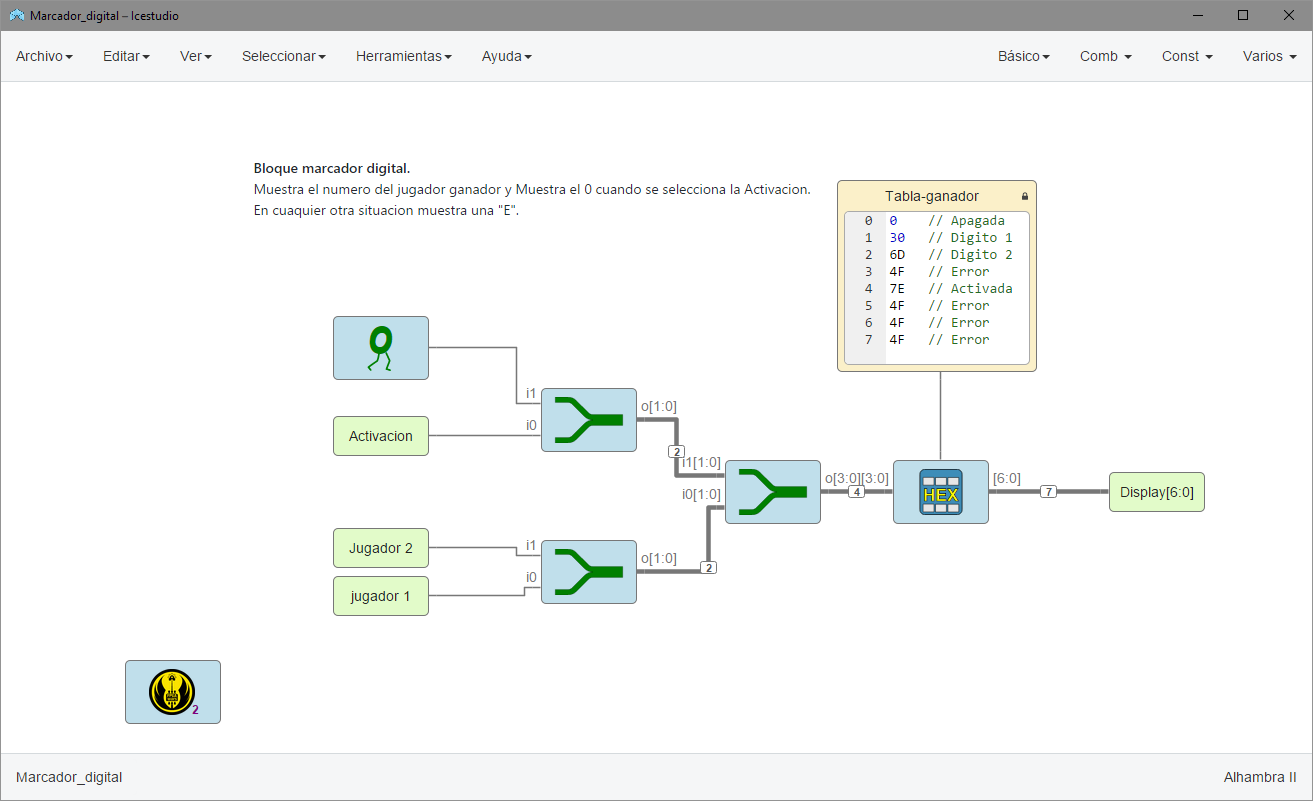 Marcador_digital – Icestudio
Archivo Editar Ver Seleccionar Herramientas Ayuda Básico Comb Const Varios
Bloque marcador digital.
Muestra el numero del jugador ganador y Muestra el 0 cuando se selecciona la Activacion.
En cuaquier otra situacion muestra una "E".
Tabla-ganador
0 0 // Apagada
1 30 // Digito 1
2 6D // Digito 2
3 4F // Error
4 7E // Activada
5 4F // Error
6 4F // Error
7 4F // Error
0
i1
o[1:0]
i0
Activacion
2
i1[1:0]
o[3:0][3:0]
[6:0]
i0[1:0]
4
HEX
7
Display[6:0]
Jugador 2
i1
o[1:0]
2
i0
jugador 1
2
Marcador_digital
Alhambra II